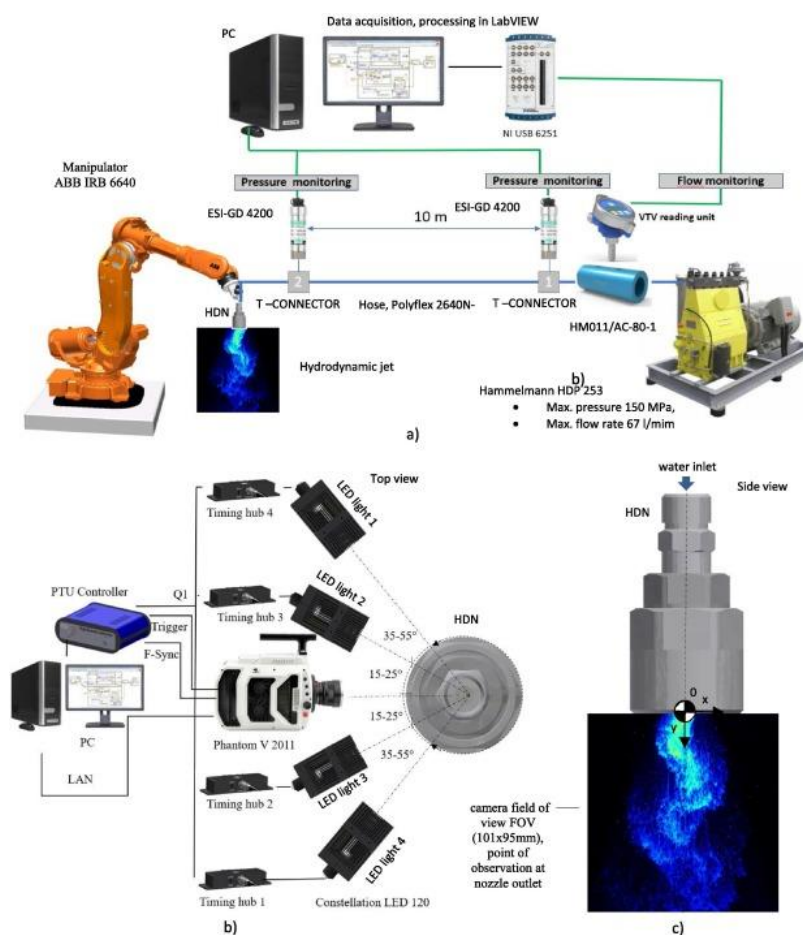 Data acquisition, processing in LabVIEW
PC
NI USB 6251
Manipulator
ABB IRB 6640
Pressure monitoring
Pressure monitoring
Flow monitoring
ESI-GD 4200
ESI-GD 4200
VTV reading unit
10 m
2
1
HDN
T –CONNECTOR
Hose, Polyflex 2640N-
T –CONNECTOR
HM011/AC-80-1
Hydrodynamic jet
b)
Hammelmann HDP 253
• Max. pressure 150 MPa,
• Max. flow rate 67 l/mim
a)
Top view
LED light 1
Timing hub 4
PTU Controller
Q1
Timing hub 3
LED light 2
HDN
Trigger
F-Sync
35-55°
15-25°
15-25°
35-55°
PC
Phantom V 2011
LAN
Timing hub 2
LED light 3
LED light 4
Timing hub 1
Constellation LED 120
b)
water inlet
Side view
HDN
0
x
y
camera field of
view FOV
(101x95mm),
point of
observation at
nozzle outlet
c)